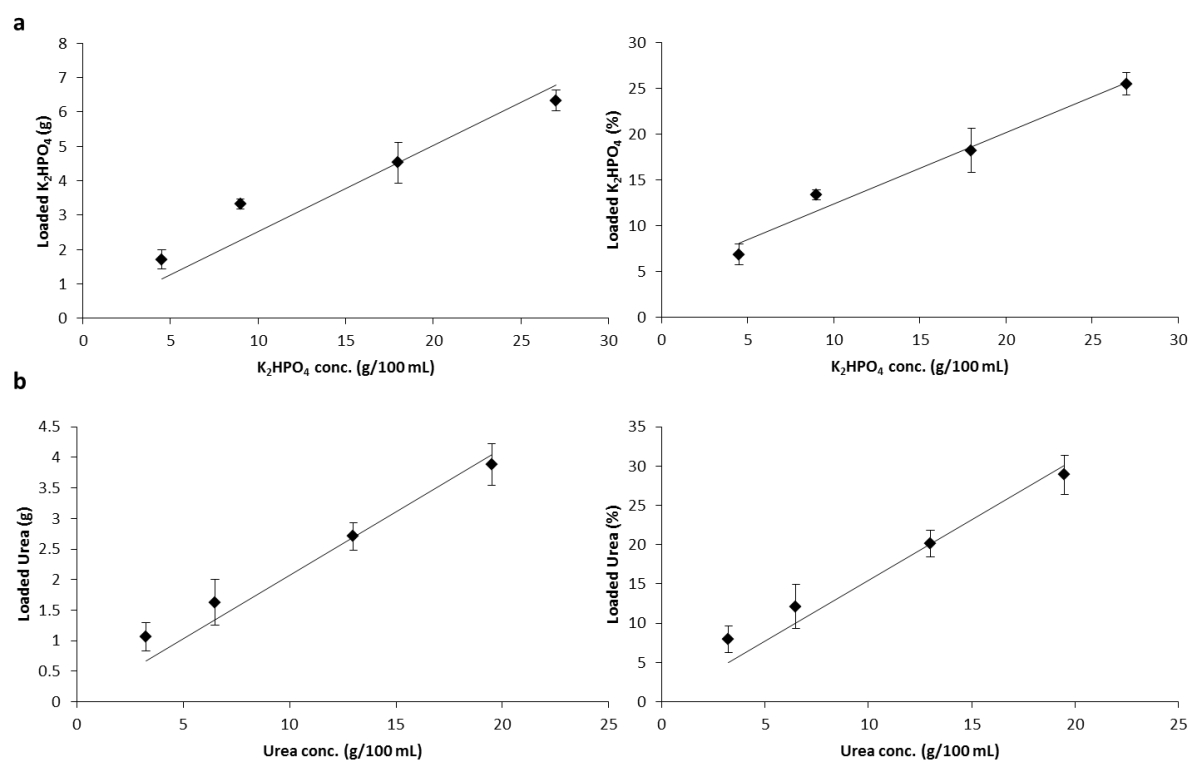 a
8
7
6
5
4
3
2
1
0
0 5 10 15 20 25 30
Loaded K₂HPO₄ (g)
K₂HPO₄ conc. (g/100 mL)
30
25
20
15
10
5
0
0 5 10 15 20 25 30
Loaded K₂HPO₄ (%)
K₂HPO₄ conc. (g/100 mL)
b
4.5
4
3.5
3
2.5
2
1.5
1
0.5
0
0 5 10 15 20 25
Loaded Urea (g)
Urea conc. (g/100 mL)
35
30
25
20
15
10
5
0
0 5 10 15 20 25
Loaded Urea (%)
Urea conc. (g/100 mL)